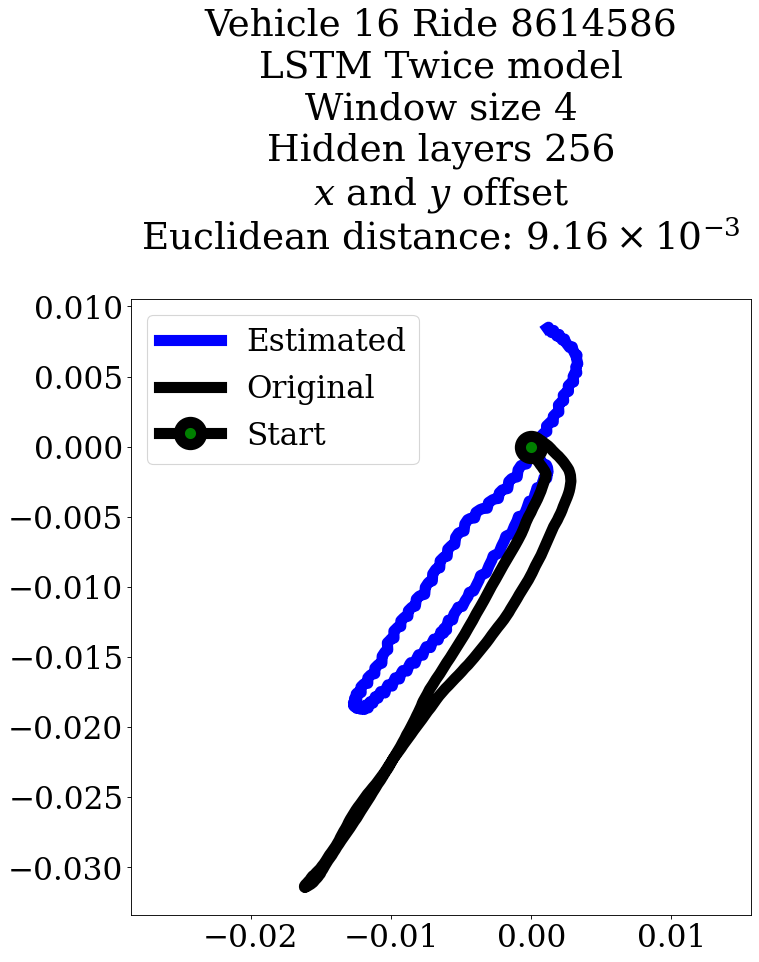 Vehicle 16 Ride 8614586
LSTM Twice model
Window size 4
Hidden layers 256
x and y offset
Euclidean distance: 9.16 × 10⁻³
0.010
0.005
0.000
−0.005
−0.010
−0.015
−0.020
−0.025
−0.030
Estimated
Original
Start
−0.02 −0.01 0.00 0.01